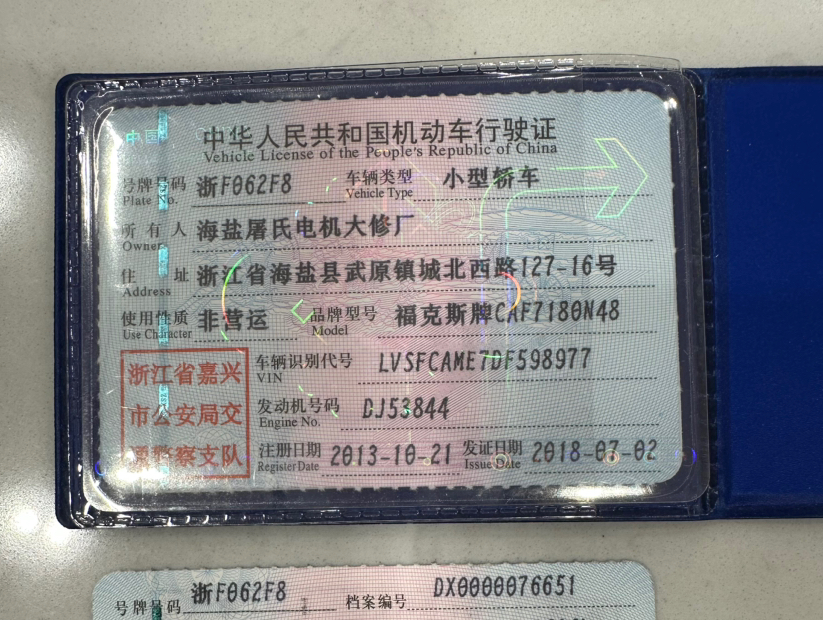 中国
中华人民共和国机动车行驶证
Vehicle License of the People's Republic of China
号牌号码 浙F062F8 车辆类型 小型轿车
Plate No. Vehicle Type
所有人 海盐屠氏电机大修厂
Owner
住址 浙江省海盐县武原镇城北西路127-16号
Address
使用性质 非营运 品牌型号 福克斯牌CAF7180N48
Use Character Model
浙江省嘉兴
市公安局交
通警察支队
车辆识别代号 LVSFCAME7DF598977
VIN
发动机号码 DJ53844
Engine No.
注册日期 2013-10-21 发证日期 2018-07-02
Register Date Issue Date
号牌号码 浙F062F8 档案编号 DX0000076651